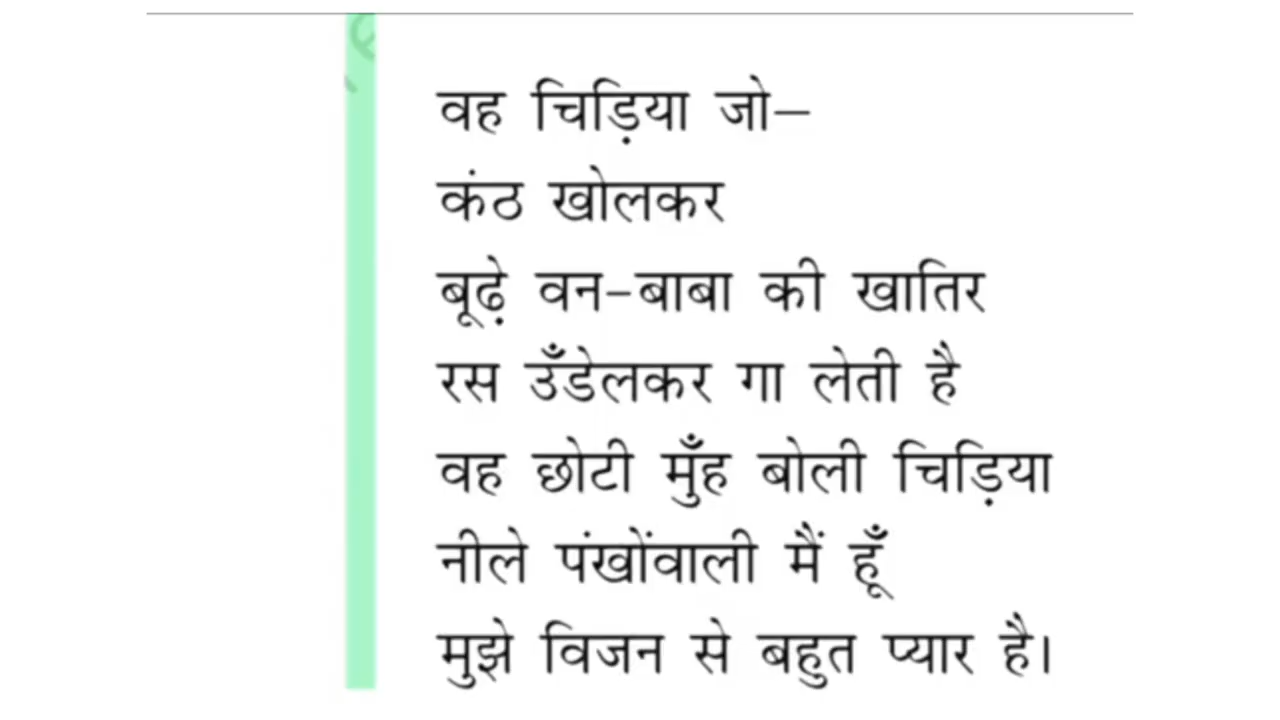 वह चिड़िया जो–
कंठ खोलकर
बूढ़े वन-बाबा की खातिर
रस उँडेलकर गा लेती है
वह छोटी मुँह बोली चिड़िया
नीले पंखोंवाली मैं हूँ
मुझे विजन से बहुत प्यार है।